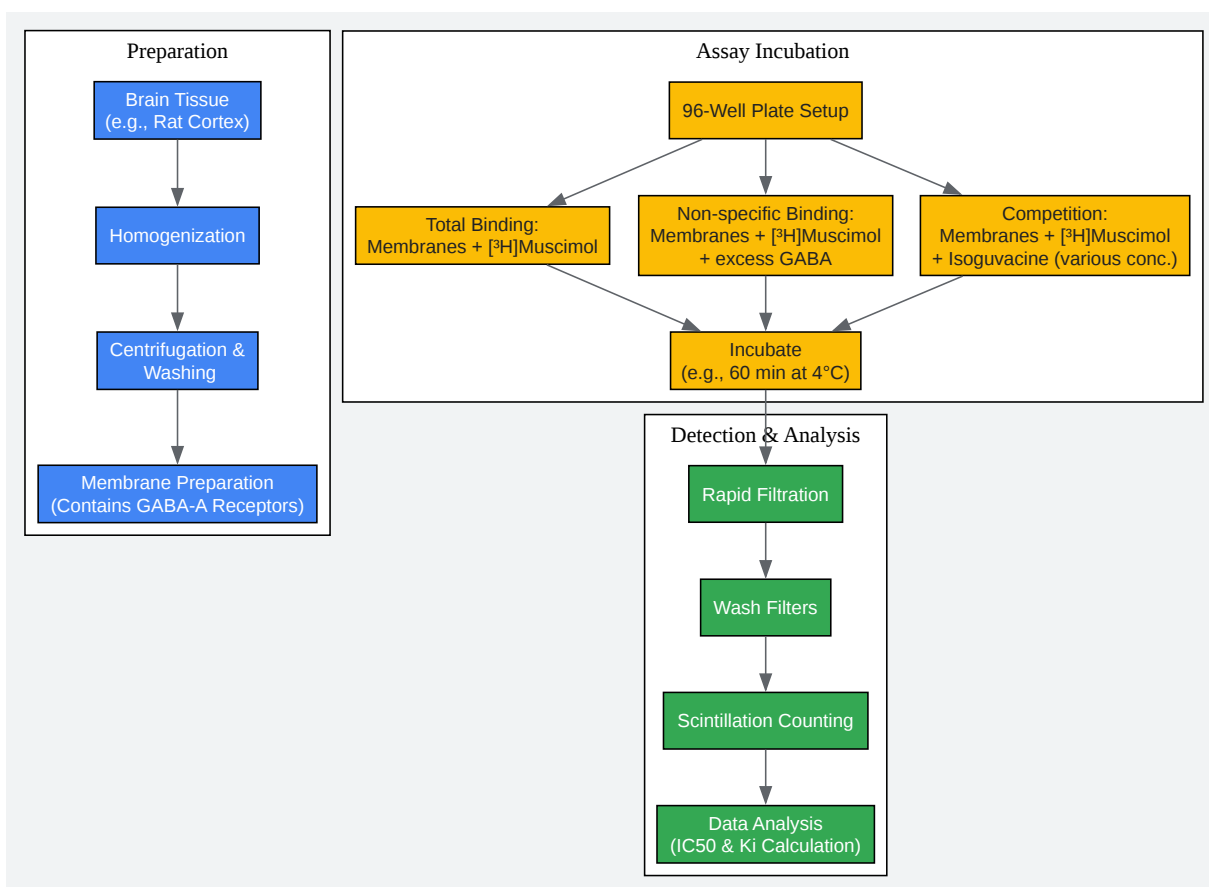 Preparation
Brain Tissue
(e.g., Rat Cortex)
Homogenization
Centrifugation &
Washing
Membrane Preparation
(Contains GABA-A Receptors)
Assay Incubation
96-Well Plate Setup
Total Binding:
Membranes + [³H]Muscimol
Non-specific Binding:
Membranes + [³H]Muscimol
+ excess GABA
Competition:
Membranes + [³H]Muscimol
+ Isoguvacine (various conc.)
Incubate
(e.g., 60 min at 4°C)
Detection & Analysis
Rapid Filtration
Wash Filters
Scintillation Counting
Data Analysis
(IC50 & Ki Calculation)